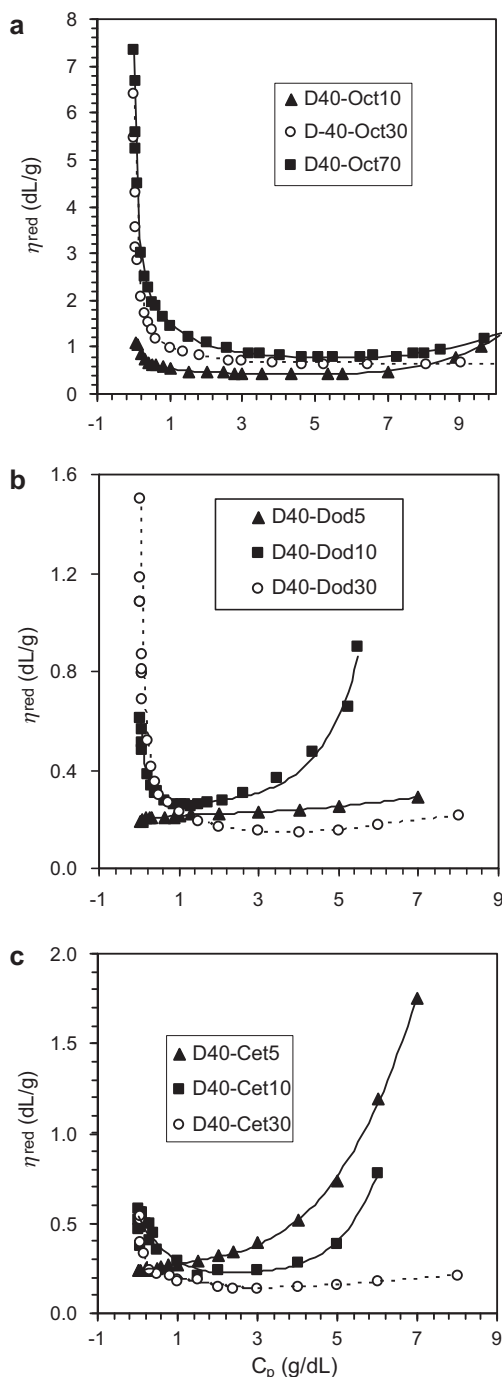 a
8
7
6
5
4
3
2
1
0
-1 1 3 5 7 9
ηred (dL/g)
D40-Oct10
D-40-Oct30
D40-Oct70
b
1.6
1.2
0.8
0.4
0.0
-1 1 3 5 7 9
ηred (dL/g)
D40-Dod5
D40-Dod10
D40-Dod30
c
2.0
1.5
1.0
0.5
0.0
-1 1 3 5 7 9
ηred (dL/g)
D40-Cet5
D40-Cet10
D40-Cet30
Cp (g/dL)